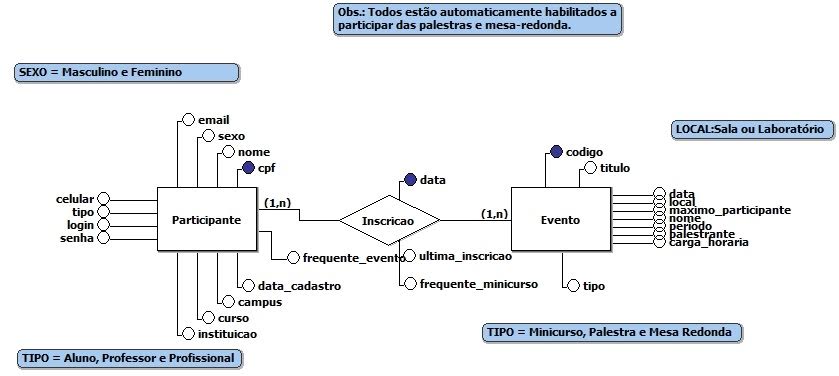 Obs.: Todos estão automaticamente habilitados a
participar das palestras e mesa-redonda.
SEXO = Masculino e Feminino
LOCAL:Sala ou Laboratório
email
sexo
nome
cpf
celular
tipo
login
senha
Participante
(1,n)
frequente_evento
data_cadastro
campus
curso
instituicao
data
Inscricao
ultima_inscricao
frequente_minicurso
(1,n)
codigo
titulo
Evento
data
local
maximo_participante
nome
periodo
palestrante
carga_horaria
tipo
TIPO = Minicurso, Palestra e Mesa Redonda
TIPO = Aluno, Professor e Profissional